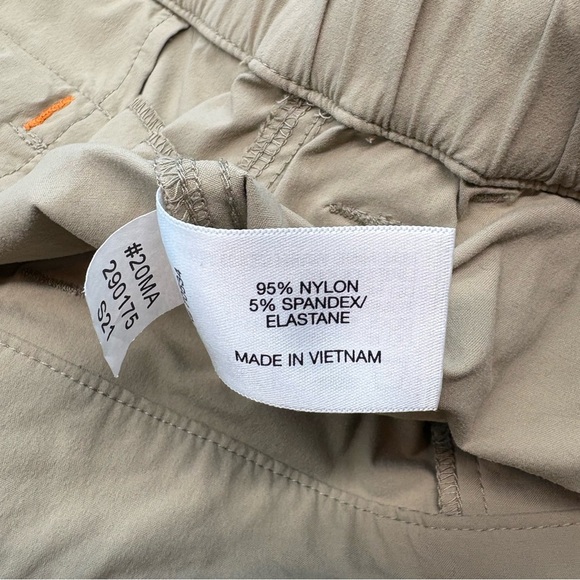 #20MA
290175
S21
95% NYLON
5% SPANDEX/
ELASTANE
MADE IN VIETNAM